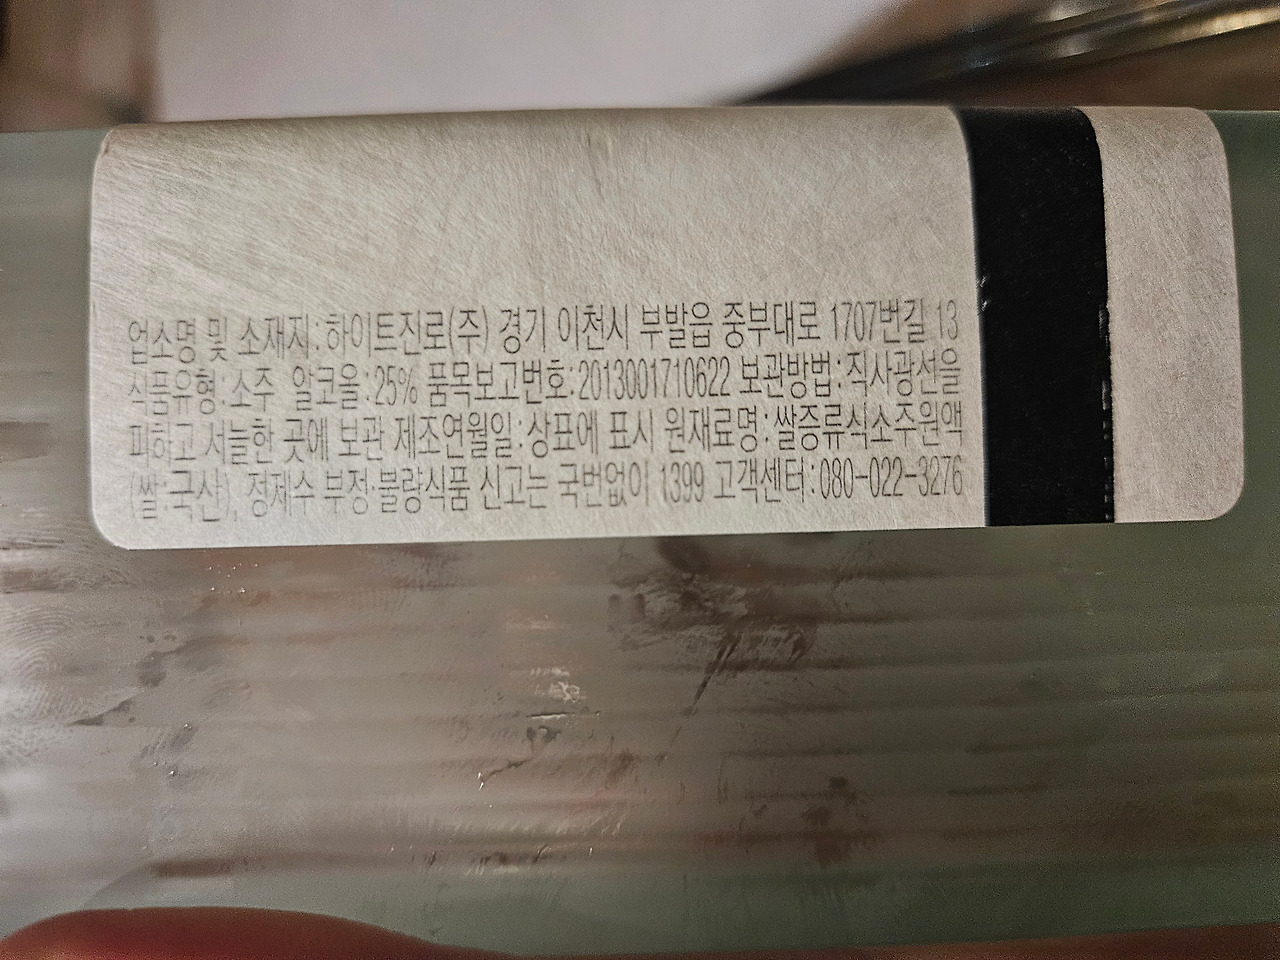 업소명 및 소재지:하이트진로(주) 경기 이천시 부발읍 중부대로 1707번길 13
식품유형:소주 알코올:25% 품목보고번호:2013001710622 보관방법:직사광선을
피하고 서늘한 곳에 보관 제조연월일:상표에 표시 원재료명:쌀증류식소주원액
(쌀:국산), 정제수 부정·불량식품 신고는 국번없이 1399 고객센터:080-022-3276